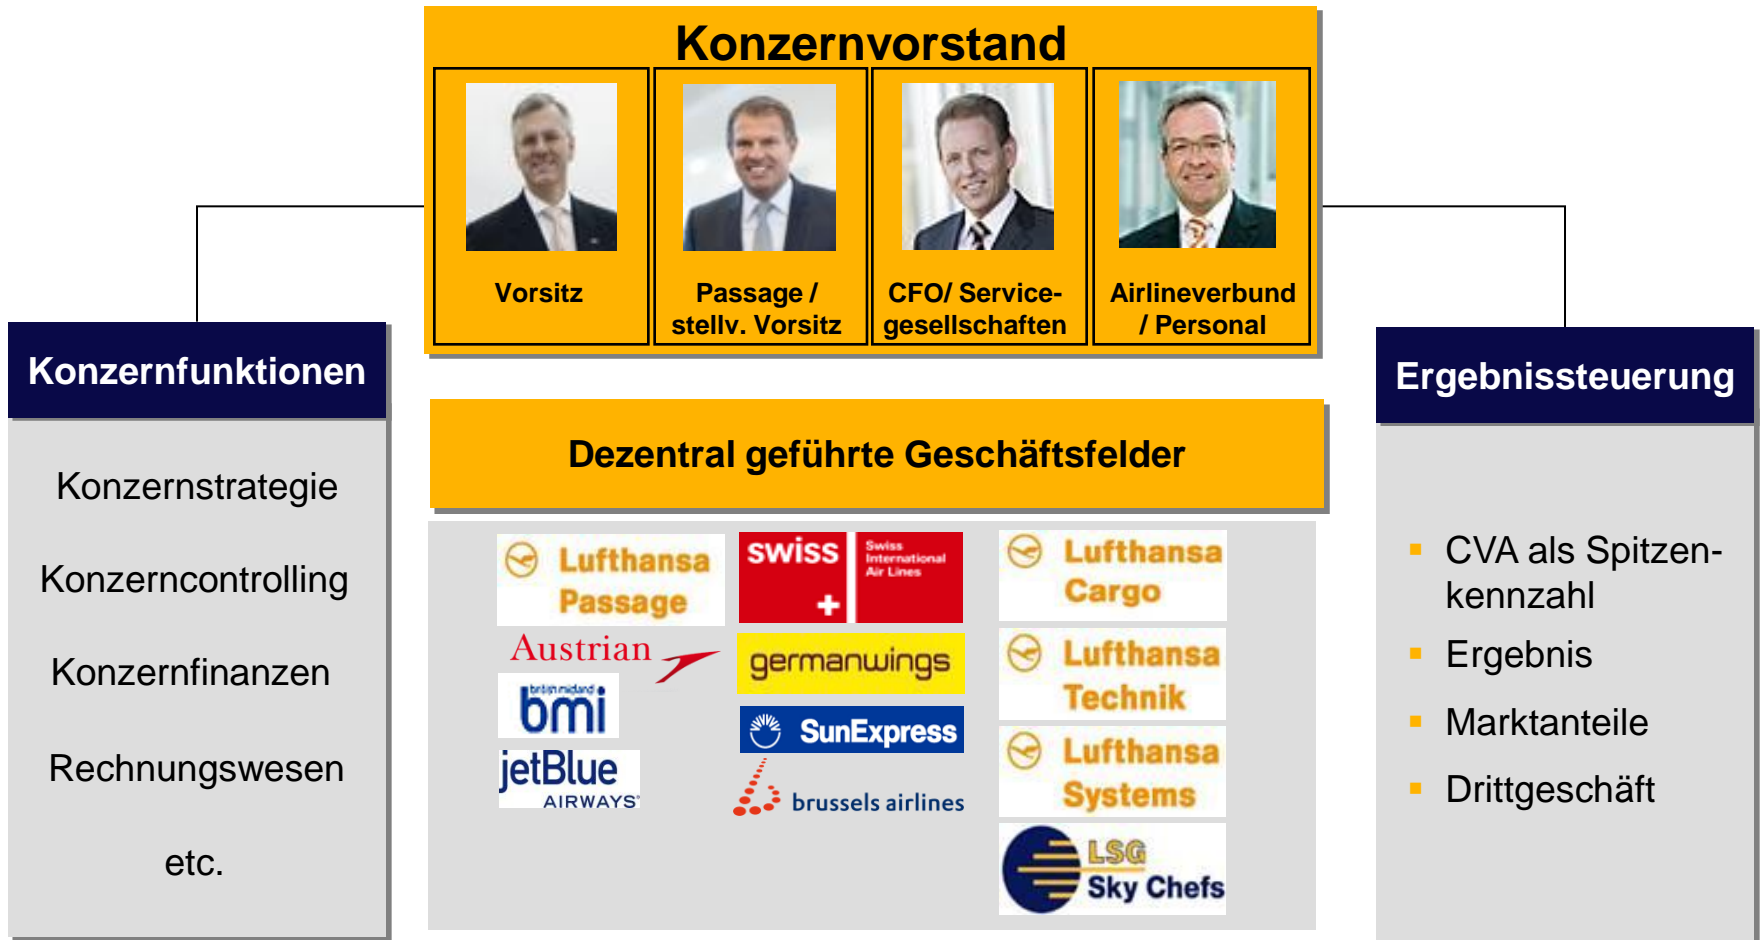 Konzernvorstand
Vorsitz
Passage /
stellv. Vorsitz
CFO/ Service-
gesellschaften
Airlineverbund
/ Personal
Konzernfunktionen
Konzernstrategie
Konzerncontrolling
Konzernfinanzen
Rechnungswesen
etc.
Dezentral geführte Geschäftsfelder
Lufthansa
Passage
Austrian
british midland
bmi
jetBlue
AIRWAYS
swiss
Swiss
International
Air Lines
germanwings
SunExpress
brussels airlines
Lufthansa
Cargo
Lufthansa
Technik
Lufthansa
Systems
LSG
Sky Chefs
Ergebnissteuerung
CVA als Spitzen-
kennzahl
Ergebnis
Marktanteile
Drittgeschäft